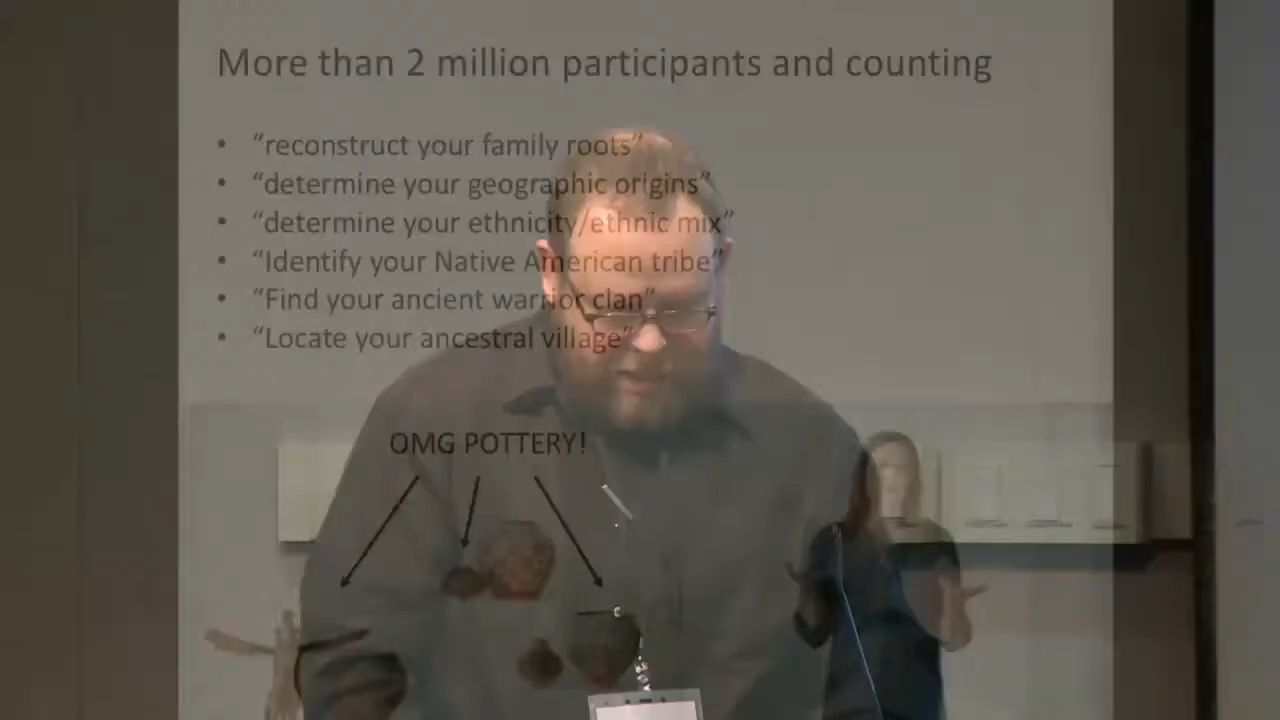 More than 2 million participants and counting
• “reconstruct your family roots”
• “determine your geographic origins”
• “determine your ethnicity/ethnic mix”
• “Identify your Native American tribe”
• “Find your ancient warrior clan”
• “Locate your ancestral village”
OMG POTTERY!